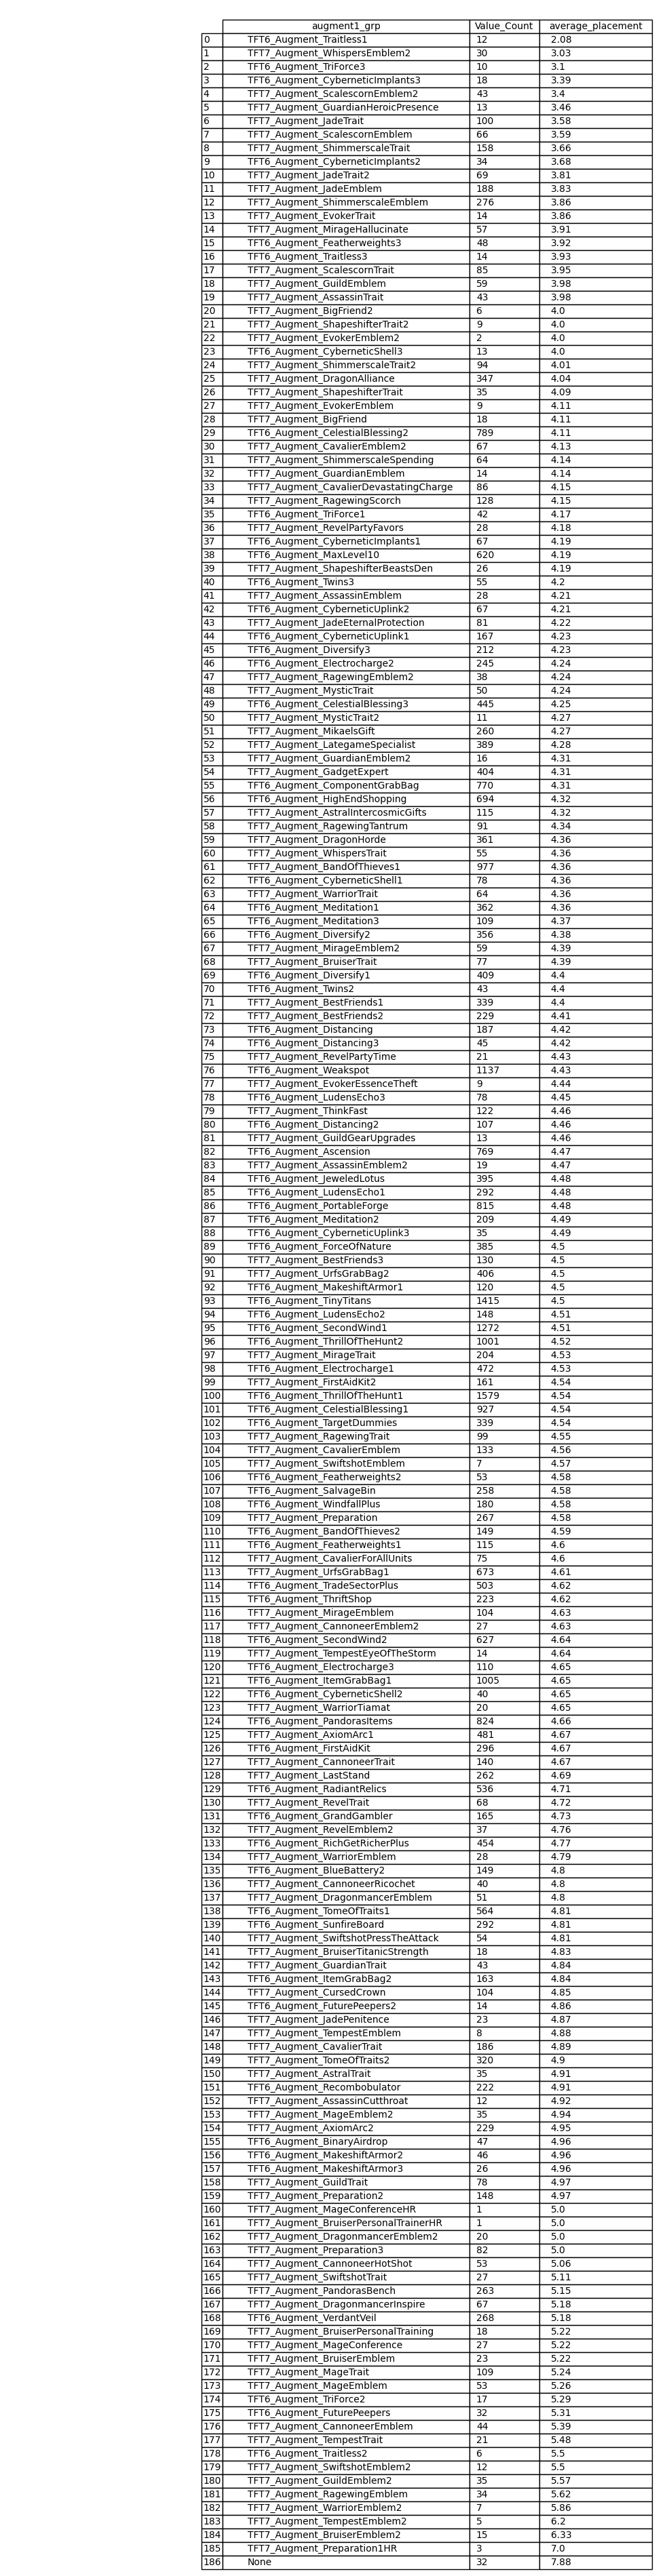 augment1_grp Value_Count average_placement
0 TFT6_Augment_Traitless1 12 2.08
1 TFT7_Augment_WhispersEmblem2 30 3.03
2 TFT6_Augment_TriForce3 10 3.1
3 TFT6_Augment_CyberneticImplants3 18 3.39
4 TFT7_Augment_ScalescornEmblem2 43 3.4
5 TFT7_Augment_GuardianHeroicPresence 13 3.46
6 TFT7_Augment_JadeTrait 100 3.58
7 TFT7_Augment_ScalescornEmblem 66 3.59
8 TFT7_Augment_ShimmerscaleTrait 158 3.66
9 TFT6_Augment_CyberneticImplants2 34 3.68
10 TFT7_Augment_JadeTrait2 69 3.81
11 TFT7_Augment_JadeEmblem 188 3.83
12 TFT7_Augment_ShimmerscaleEmblem 276 3.86
13 TFT7_Augment_EvokerTrait 14 3.86
14 TFT7_Augment_MirageHallucinate 57 3.91
15 TFT6_Augment_Featherweights3 48 3.92
16 TFT6_Augment_Traitless3 14 3.93
17 TFT7_Augment_ScalescornTrait 85 3.95
18 TFT7_Augment_GuildEmblem 59 3.98
19 TFT7_Augment_AssassinTrait 43 3.98
20 TFT7_Augment_BigFriend2 6 4.0
21 TFT7_Augment_ShapeshifterTrait2 9 4.0
22 TFT7_Augment_EvokerEmblem2 2 4.0
23 TFT6_Augment_CyberneticShell3 13 4.0
24 TFT7_Augment_ShimmerscaleTrait2 94 4.01
25 TFT7_Augment_DragonAlliance 347 4.04
26 TFT7_Augment_ShapeshifterTrait 35 4.09
27 TFT7_Augment_EvokerEmblem 9 4.11
28 TFT7_Augment_BigFriend 18 4.11
29 TFT6_Augment_CelestialBlessing2 789 4.11
30 TFT7_Augment_CavalierEmblem2 67 4.13
31 TFT7_Augment_ShimmerscaleSpending 64 4.14
32 TFT7_Augment_GuardianEmblem 14 4.14
33 TFT7_Augment_CavalierDevastatingCharge 86 4.15
34 TFT7_Augment_RagewingScorch 128 4.15
35 TFT6_Augment_TriForce1 42 4.17
36 TFT7_Augment_RevelPartyFavors 28 4.18
37 TFT6_Augment_CyberneticImplants1 67 4.19
38 TFT6_Augment_MaxLevel10 620 4.19
39 TFT7_Augment_ShapeshifterBeastsDen 26 4.19
40 TFT6_Augment_Twins3 55 4.2
41 TFT7_Augment_AssassinEmblem 28 4.21
42 TFT6_Augment_CyberneticUplink2 67 4.21
43 TFT7_Augment_JadeEternalProtection 81 4.22
44 TFT6_Augment_CyberneticUplink1 167 4.23
45 TFT6_Augment_Diversify3 212 4.23
46 TFT6_Augment_Electrocharge2 245 4.24
47 TFT7_Augment_RagewingEmblem2 38 4.24
48 TFT7_Augment_MysticTrait 50 4.24
49 TFT6_Augment_CelestialBlessing3 445 4.25
50 TFT7_Augment_MysticTrait2 11 4.27
51 TFT7_Augment_MikaelsGift 260 4.27
52 TFT7_Augment_LategameSpecialist 389 4.28
53 TFT7_Augment_GuardianEmblem2 16 4.31
54 TFT7_Augment_GadgetExpert 404 4.31
55 TFT6_Augment_ComponentGrabBag 770 4.31
56 TFT6_Augment_HighEndShopping 694 4.32
57 TFT7_Augment_AstralIntercosmicGifts 115 4.32
58 TFT7_Augment_RagewingTantrum 91 4.34
59 TFT7_Augment_DragonHorde 361 4.36
60 TFT7_Augment_WhispersTrait 55 4.36
61 TFT7_Augment_BandOfThieves1 977 4.36
62 TFT6_Augment_CyberneticShell1 78 4.36
63 TFT7_Augment_WarriorTrait 64 4.36
64 TFT6_Augment_Meditation1 362 4.36
65 TFT6_Augment_Meditation3 109 4.37
66 TFT6_Augment_Diversify2 356 4.38
67 TFT7_Augment_MirageEmblem2 59 4.39
68 TFT7_Augment_BruiserTrait 77 4.39
69 TFT6_Augment_Diversify1 409 4.4
70 TFT6_Augment_Twins2 43 4.4
71 TFT7_Augment_BestFriends1 339 4.4
72 TFT7_Augment_BestFriends2 229 4.41
73 TFT6_Augment_Distancing 187 4.42
74 TFT6_Augment_Distancing3 45 4.42
75 TFT7_Augment_RevelPartyTime 21 4.43
76 TFT6_Augment_Weakspot 1137 4.43
77 TFT7_Augment_EvokerEssenceTheft 9 4.44
78 TFT6_Augment_LudensEcho3 78 4.45
79 TFT7_Augment_ThinkFast 122 4.46
80 TFT6_Augment_Distancing2 107 4.46
81 TFT7_Augment_GuildGearUpgrades 13 4.46
82 TFT6_Augment_Ascension 769 4.47
83 TFT7_Augment_AssassinEmblem2 19 4.47
84 TFT6_Augment_JeweledLotus 395 4.48
85 TFT6_Augment_LudensEcho1 292 4.48
86 TFT6_Augment_PortableForge 815 4.48
87 TFT6_Augment_Meditation2 209 4.49
88 TFT6_Augment_CyberneticUplink3 35 4.49
89 TFT6_Augment_ForceOfNature 385 4.5
90 TFT7_Augment_BestFriends3 130 4.5
91 TFT7_Augment_UrfsGrabBag2 406 4.5
92 TFT6_Augment_MakeshiftArmor1 120 4.5
93 TFT6_Augment_TinyTitans 1415 4.5
94 TFT6_Augment_LudensEcho2 148 4.51
95 TFT6_Augment_SecondWind1 1272 4.51
96 TFT6_Augment_ThrillOfTheHunt2 1001 4.52
97 TFT7_Augment_MirageTrait 204 4.53
98 TFT6_Augment_Electrocharge1 472 4.53
99 TFT7_Augment_FirstAidKit2 161 4.54
100 TFT6_Augment_ThrillOfTheHunt1 1579 4.54
101 TFT6_Augment_CelestialBlessing1 927 4.54
102 TFT6_Augment_TargetDummies 339 4.54
103 TFT7_Augment_RagewingTrait 99 4.55
104 TFT7_Augment_CavalierEmblem 133 4.56
105 TFT7_Augment_SwiftshotEmblem 7 4.57
106 TFT6_Augment_Featherweights2 53 4.58
107 TFT6_Augment_SalvageBin 258 4.58
108 TFT6_Augment_WindfallPlus 180 4.58
109 TFT7_Augment_Preparation 267 4.58
110 TFT6_Augment_BandOfThieves2 149 4.59
111 TFT6_Augment_Featherweights1 115 4.6
112 TFT7_Augment_CavalierForAllUnits 75 4.6
113 TFT7_Augment_UrfsGrabBag1 673 4.61
114 TFT6_Augment_TradeSectorPlus 503 4.62
115 TFT6_Augment_ThriftShop 223 4.62
116 TFT7_Augment_MirageEmblem 104 4.63
117 TFT7_Augment_CannoneerEmblem2 27 4.63
118 TFT6_Augment_SecondWind2 627 4.64
119 TFT7_Augment_TempestEyeOfTheStorm 14 4.64
120 TFT6_Augment_Electrocharge3 110 4.65
121 TFT6_Augment_ItemGrabBag1 1005 4.65
122 TFT6_Augment_CyberneticShell2 40 4.65
123 TFT7_Augment_WarriorTiamat 20 4.65
124 TFT6_Augment_PandorasItems 824 4.66
125 TFT7_Augment_AxiomArc1 481 4.67
126 TFT6_Augment_FirstAidKit 296 4.67
127 TFT7_Augment_CannoneerTrait 140 4.67
128 TFT7_Augment_LastStand 262 4.69
129 TFT6_Augment_RadiantRelics 536 4.71
130 TFT7_Augment_RevelTrait 68 4.72
131 TFT6_Augment_GrandGambler 165 4.73
132 TFT7_Augment_RevelEmblem2 37 4.76
133 TFT6_Augment_RichGetRicherPlus 454 4.77
134 TFT7_Augment_WarriorEmblem 28 4.79
135 TFT6_Augment_BlueBattery2 149 4.8
136 TFT7_Augment_CannoneerRicochet 40 4.8
137 TFT7_Augment_DragonmancerEmblem 51 4.8
138 TFT6_Augment_TomeOfTraits1 564 4.81
139 TFT6_Augment_SunfireBoard 292 4.81
140 TFT7_Augment_SwiftshotPressTheAttack 54 4.81
141 TFT7_Augment_BruiserTitanicStrength 18 4.83
142 TFT7_Augment_GuardianTrait 43 4.84
143 TFT6_Augment_ItemGrabBag2 163 4.84
144 TFT7_Augment_CursedCrown 104 4.85
145 TFT6_Augment_FuturePeepers2 14 4.86
146 TFT7_Augment_JadePenitence 23 4.87
147 TFT7_Augment_TempestEmblem 8 4.88
148 TFT7_Augment_CavalierTrait 186 4.89
149 TFT7_Augment_TomeOfTraits2 320 4.9
150 TFT7_Augment_AstralTrait 35 4.91
151 TFT6_Augment_Recombobulator 222 4.91
152 TFT7_Augment_AssassinCutthroat 12 4.92
153 TFT7_Augment_MageEmblem2 35 4.94
154 TFT7_Augment_AxiomArc2 229 4.95
155 TFT6_Augment_BinaryAirdrop 47 4.96
156 TFT6_Augment_MakeshiftArmor2 46 4.96
157 TFT6_Augment_MakeshiftArmor3 26 4.96
158 TFT7_Augment_GuildTrait 78 4.97
159 TFT7_Augment_Preparation2 148 4.97
160 TFT7_Augment_MageConferenceHR 1 5.0
161 TFT7_Augment_BruiserPersonalTrainerHR 1 5.0
162 TFT7_Augment_DragonmancerEmblem2 20 5.0
163 TFT7_Augment_Preparation3 82 5.0
164 TFT7_Augment_CannoneerHotShot 53 5.06
165 TFT7_Augment_SwiftshotTrait 27 5.11
166 TFT7_Augment_PandorasBench 263 5.15
167 TFT7_Augment_DragonmancerInspire 67 5.18
168 TFT6_Augment_VerdantVeil 268 5.18
169 TFT7_Augment_BruiserPersonalTraining 18 5.22
170 TFT7_Augment_MageConference 27 5.22
171 TFT7_Augment_BruiserEmblem 23 5.22
172 TFT7_Augment_MageTrait 109 5.24
173 TFT7_Augment_MageEmblem 53 5.26
174 TFT6_Augment_TriForce2 17 5.29
175 TFT6_Augment_FuturePeepers 32 5.31
176 TFT7_Augment_CannoneerEmblem 44 5.39
177 TFT7_Augment_TempestTrait 21 5.48
178 TFT6_Augment_Traitless2 6 5.5
179 TFT7_Augment_SwiftshotEmblem2 12 5.5
180 TFT7_Augment_GuildEmblem2 35 5.57
181 TFT7_Augment_RagewingEmblem 34 5.62
182 TFT7_Augment_WarriorEmblem2 7 5.86
183 TFT7_Augment_TempestEmblem2 5 6.2
184 TFT7_Augment_BruiserEmblem2 15 6.33
185 TFT7_Augment_Preparation1HR 3 7.0
186 None 32 7.88